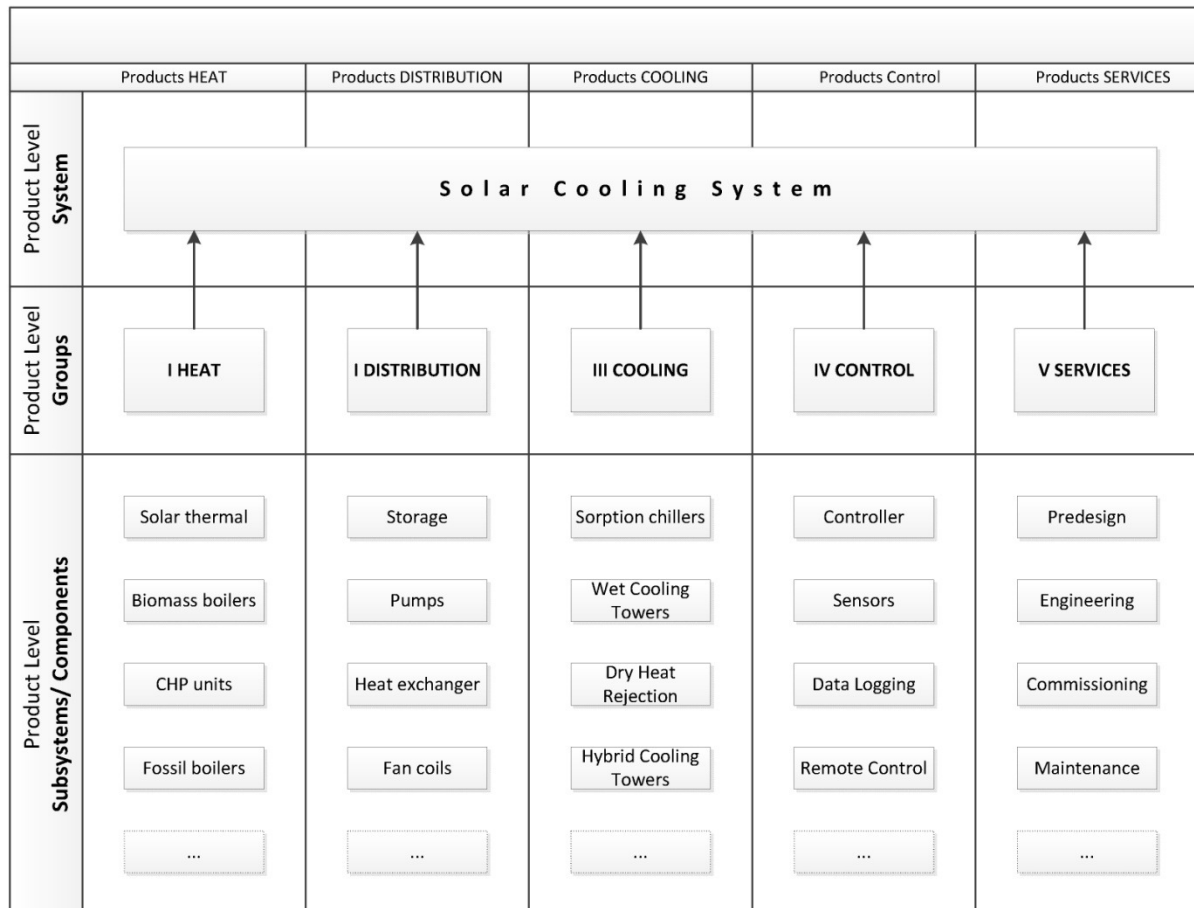 Products HEAT
Products DISTRIBUTION
Products COOLING
Products Control
Products SERVICES
Product Level
System
Solar Cooling System
Product Level
Groups
I HEAT
I DISTRIBUTION
III COOLING
IV CONTROL
V SERVICES
Product Level
Subsystems/ Components
Solar thermal
Storage
Sorption chillers
Controller
Predesign
Biomass boilers
Pumps
Wet Cooling
Towers
Sensors
Engineering
CHP units
Heat exchanger
Dry Heat
Rejection
Data Logging
Commissioning
Fossil boilers
Fan coils
Hybrid Cooling
Towers
Remote Control
Maintenance
...
...
...
...
...